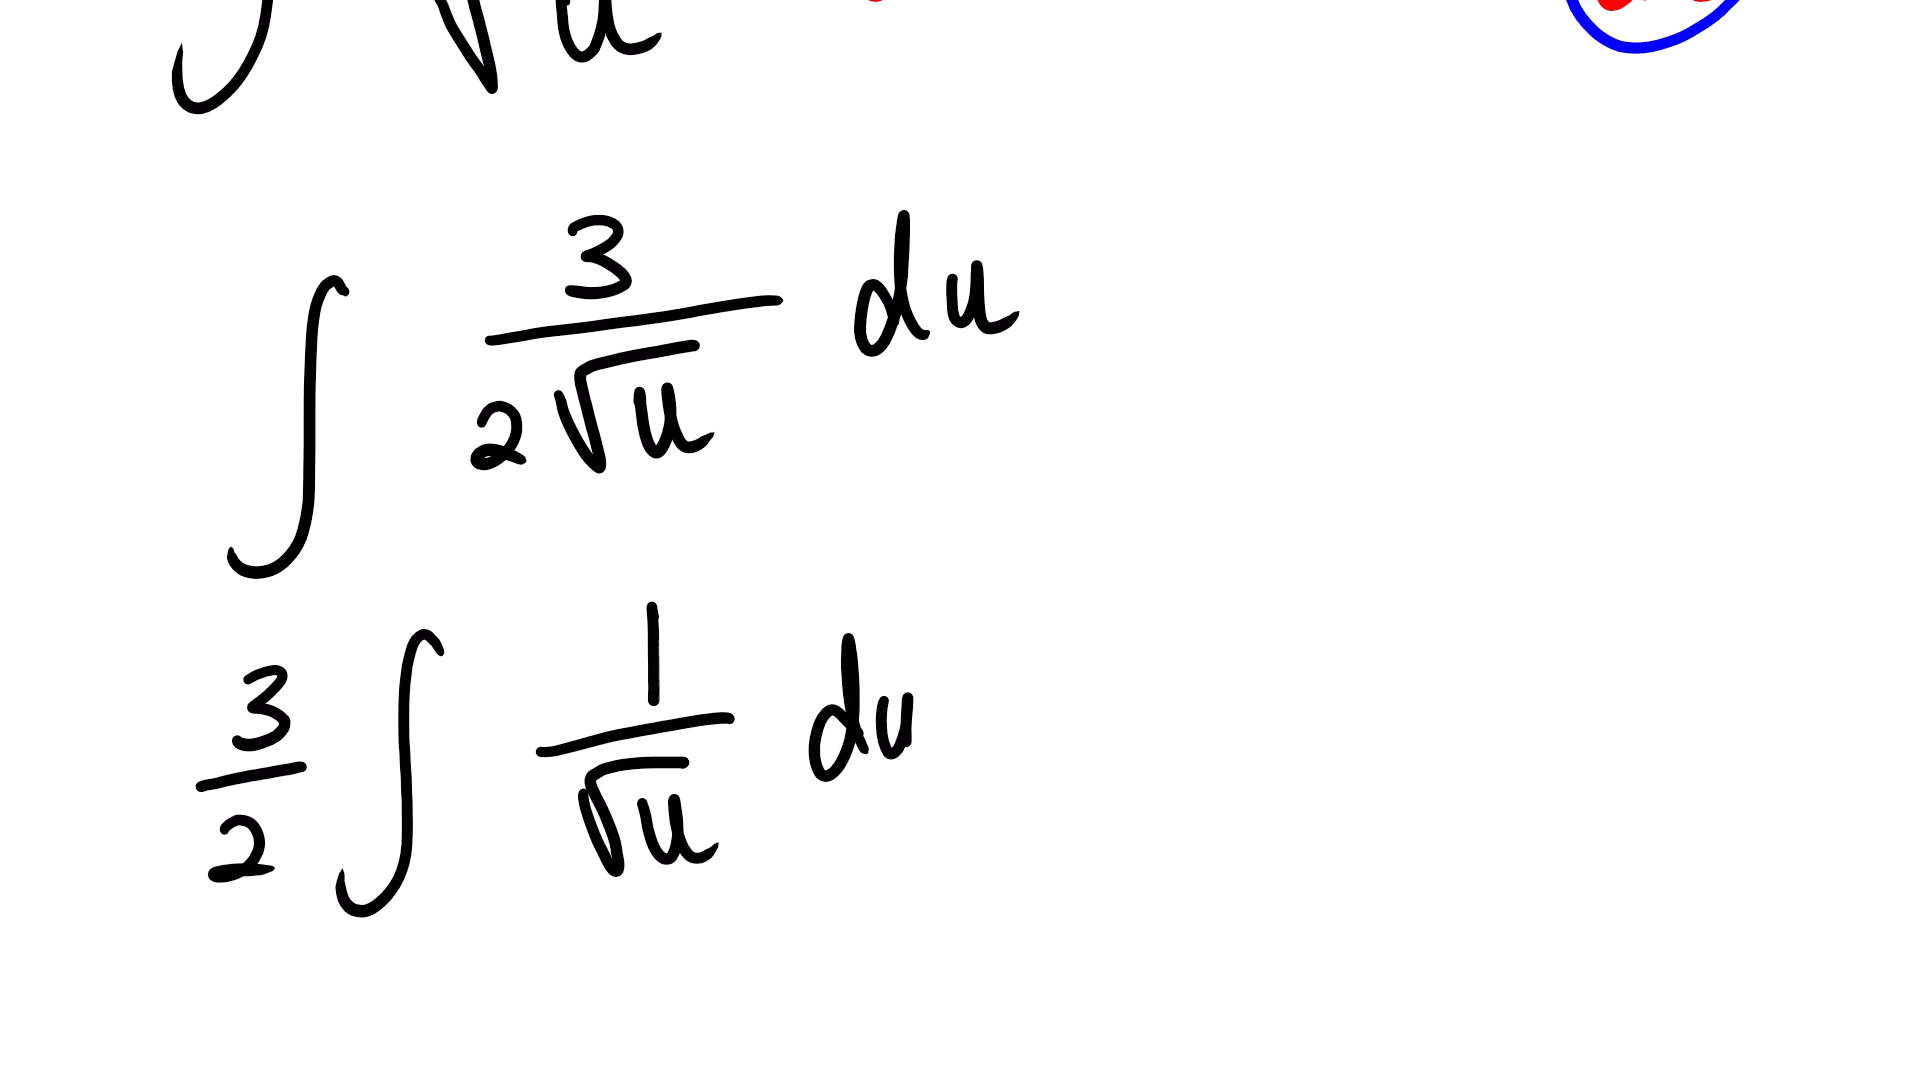 ∫ √u
∫ 3/(2√u) du
3/2 ∫ 1/√u du